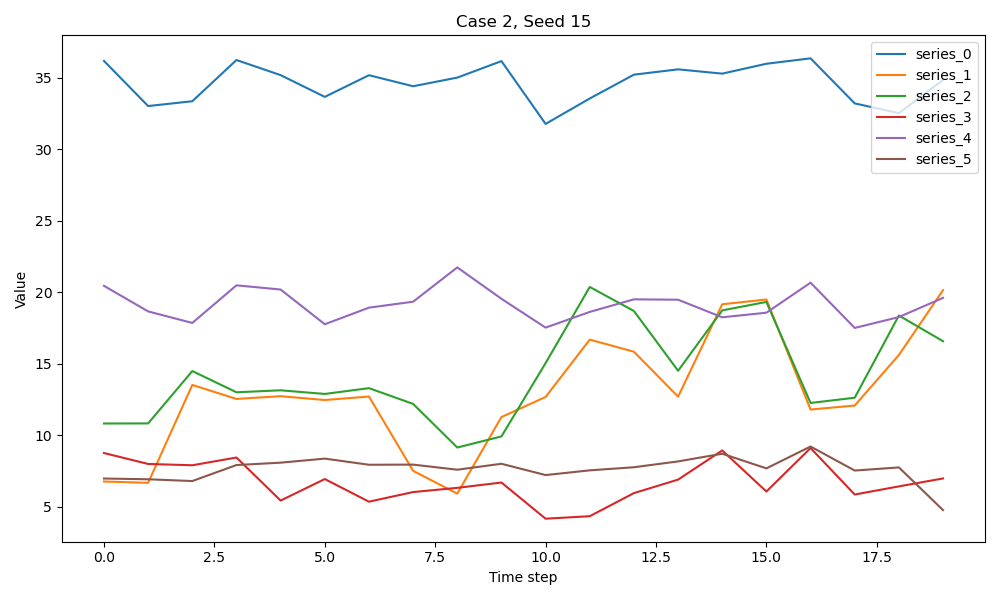 Case 2, Seed 15
series_0
series_1
series_2
series_3
series_4
series_5
Value
35
30
25
20
15
10
5
0.0 2.5 5.0 7.5 10.0 12.5 15.0 17.5
Time step